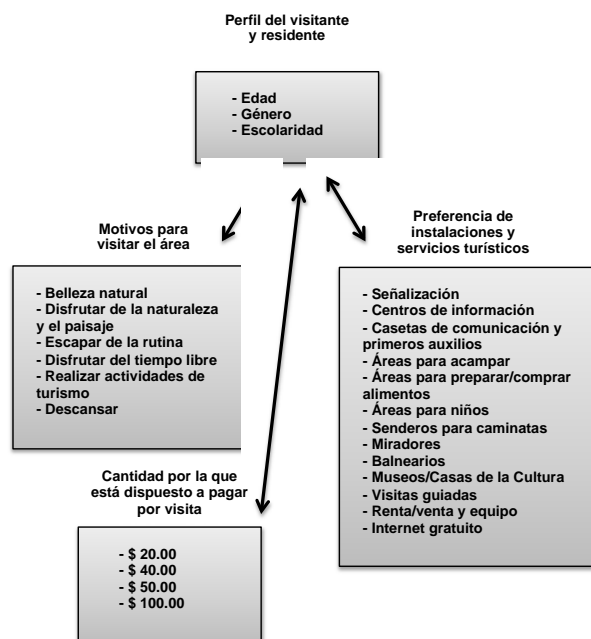 Perfil del visitante
y residente
- Edad
- Género
- Escolaridad
Motivos para
visitar el área
- Belleza natural
- Disfrutar de la naturaleza
y el paisaje
- Escapar de la rutina
- Disfrutar del tiempo libre
- Realizar actividades de
turismo
- Descansar
Preferencia de
instalaciones y
servicios turísticos
- Señalización
- Centros de información
- Casetas de comunicación y
primeros auxilios
- Áreas para acampar
- Áreas para preparar/comprar
alimentos
- Áreas para niños
- Senderos para caminatas
- Miradores
- Balnearios
- Museos/Casas de la Cultura
- Visitas guiadas
- Renta/venta y equipo
- Internet gratuito
Cantidad por la que
está dispuesto a pagar
por visita
- $ 20.00
- $ 40.00
- $ 50.00
- $ 100.00